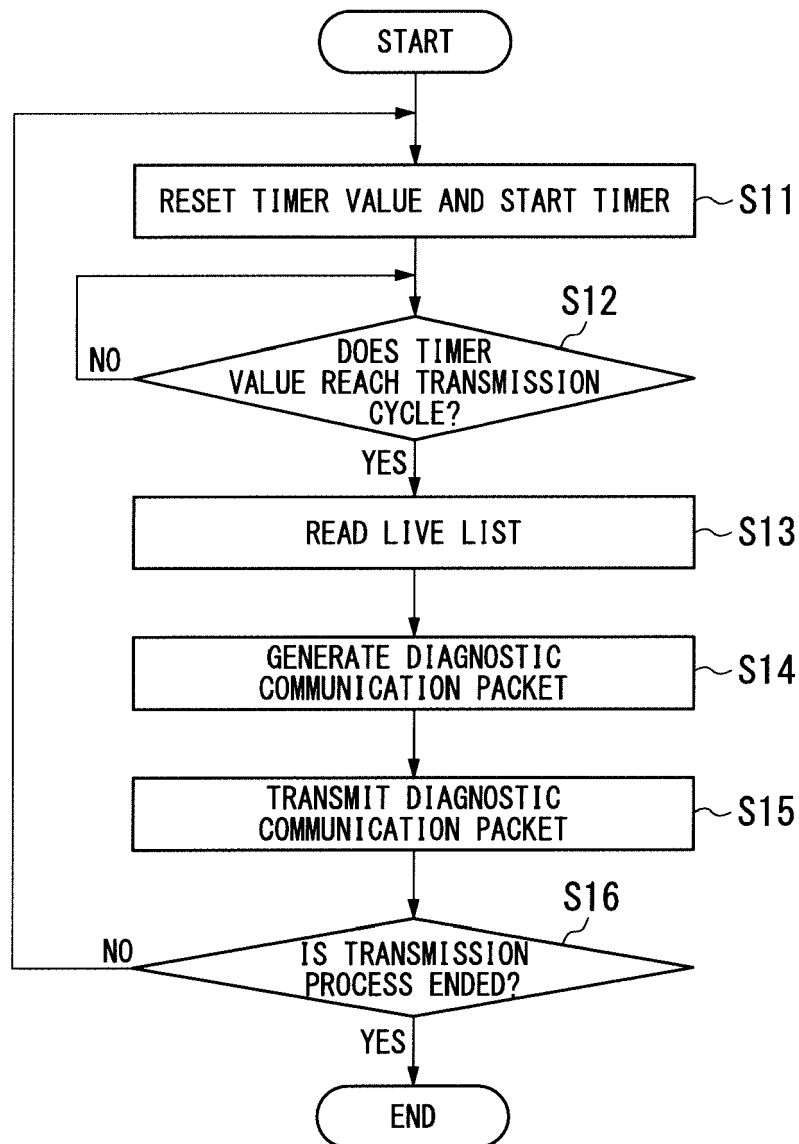 START
RESET TIMER VALUE AND START TIMER
S11
S12
DOES TIMER
VALUE REACH TRANSMISSION
CYCLE?
NO
YES
READ LIVE LIST
S13
GENERATE DIAGNOSTIC
COMMUNICATION PACKET
S14
TRANSMIT DIAGNOSTIC
COMMUNICATION PACKET
S15
S16
NO
IS TRANSMISSION
PROCESS ENDED?
YES
END